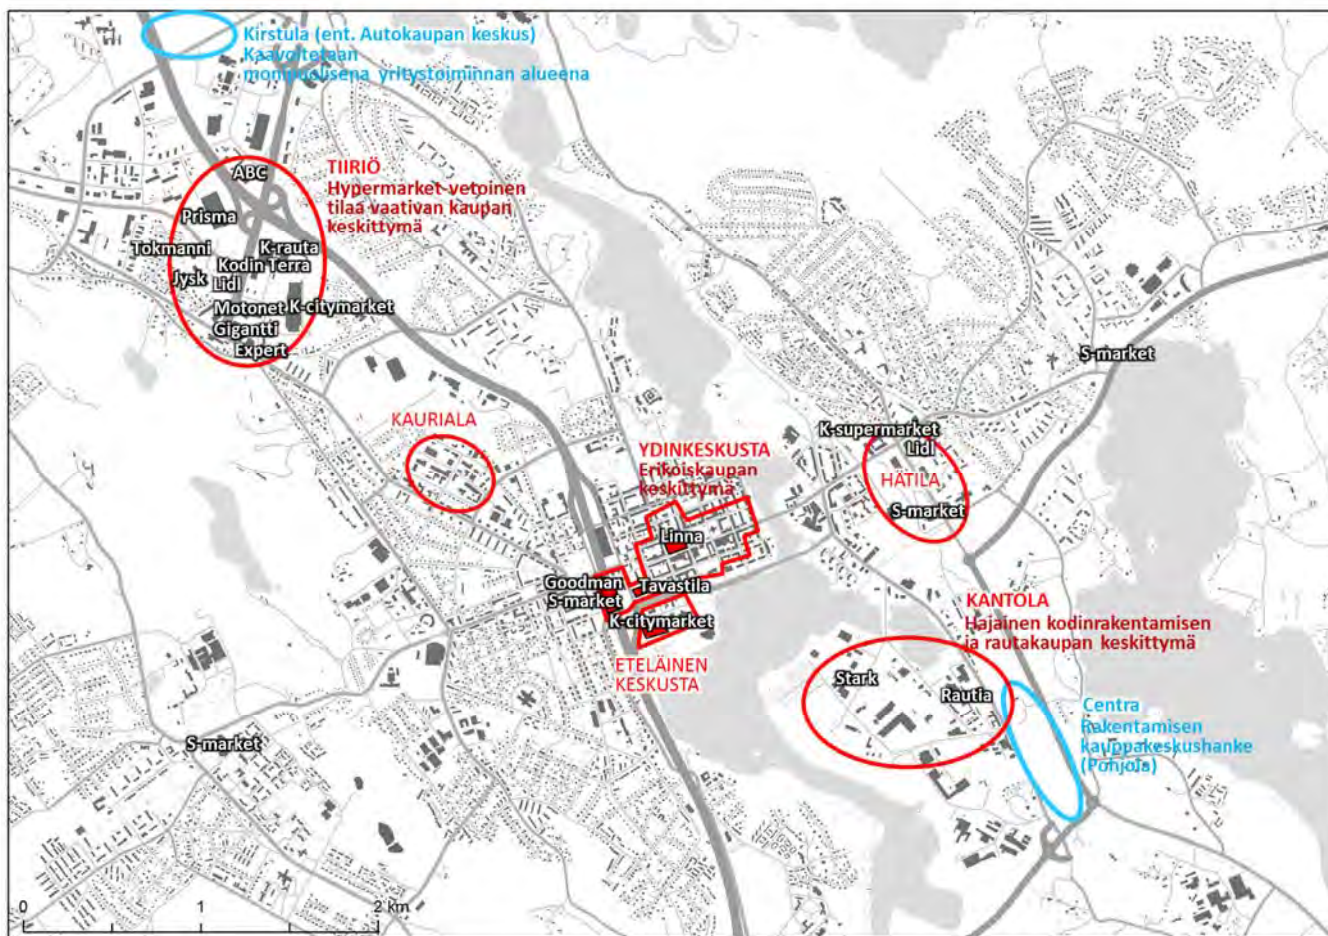 Kirstula (ent. Autokaupan keskus)
Kaavoitetaan
monipuolisena yritystoiminnan alueena
ABC
TIIRIÖ
Hypermarket-vetoinen
tilaa vaativan kaupan
keskittymä
Prisma
Tokmanni
K-rauta
Kodin Terra
Jysk
Lidl
Motonet
K-citymarket
Gigantti
Expert
S-market
KAURIALA
K-supermarket
Lidl
YDINKESKUSTA
Erikoiskaupan
keskittymä
HÄTILA
S-market
Linna
Goodman
S-market
Tavastila
K-citymarket
KANTOLA
Hajainen kodinrakentamisen
ja rautakaupan keskittymä
ETELÄINEN
KESKUSTA
Stark
Rautia
Centra
Rakentamisen
kauppakeskushanke
(Pohjola)
S-market
0 1 2 km